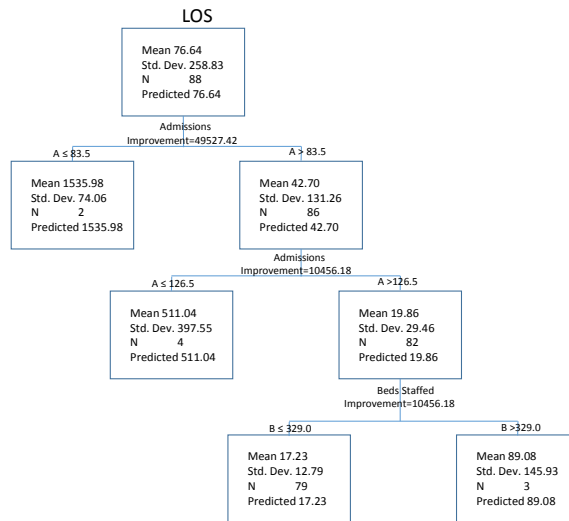 LOS
Mean 76.64
Std. Dev. 258.83
N 88
Predicted 76.64
Admissions
Improvement=49527.42
A ≤ 83.5
A > 83.5
Mean 1535.98
Std. Dev. 74.06
N 2
Predicted 1535.98
Mean 42.70
Std. Dev. 131.26
N 86
Predicted 42.70
Admissions
Improvement=10456.18
A ≤ 126.5
A >126.5
Mean 511.04
Std. Dev. 397.55
N 4
Predicted 511.04
Mean 19.86
Std. Dev. 29.46
N 82
Predicted 19.86
Beds Staffed
Improvement=10456.18
B ≤ 329.0
B >329.0
Mean 17.23
Std. Dev. 12.79
N 79
Predicted 17.23
Mean 89.08
Std. Dev. 145.93
N 3
Predicted 89.08